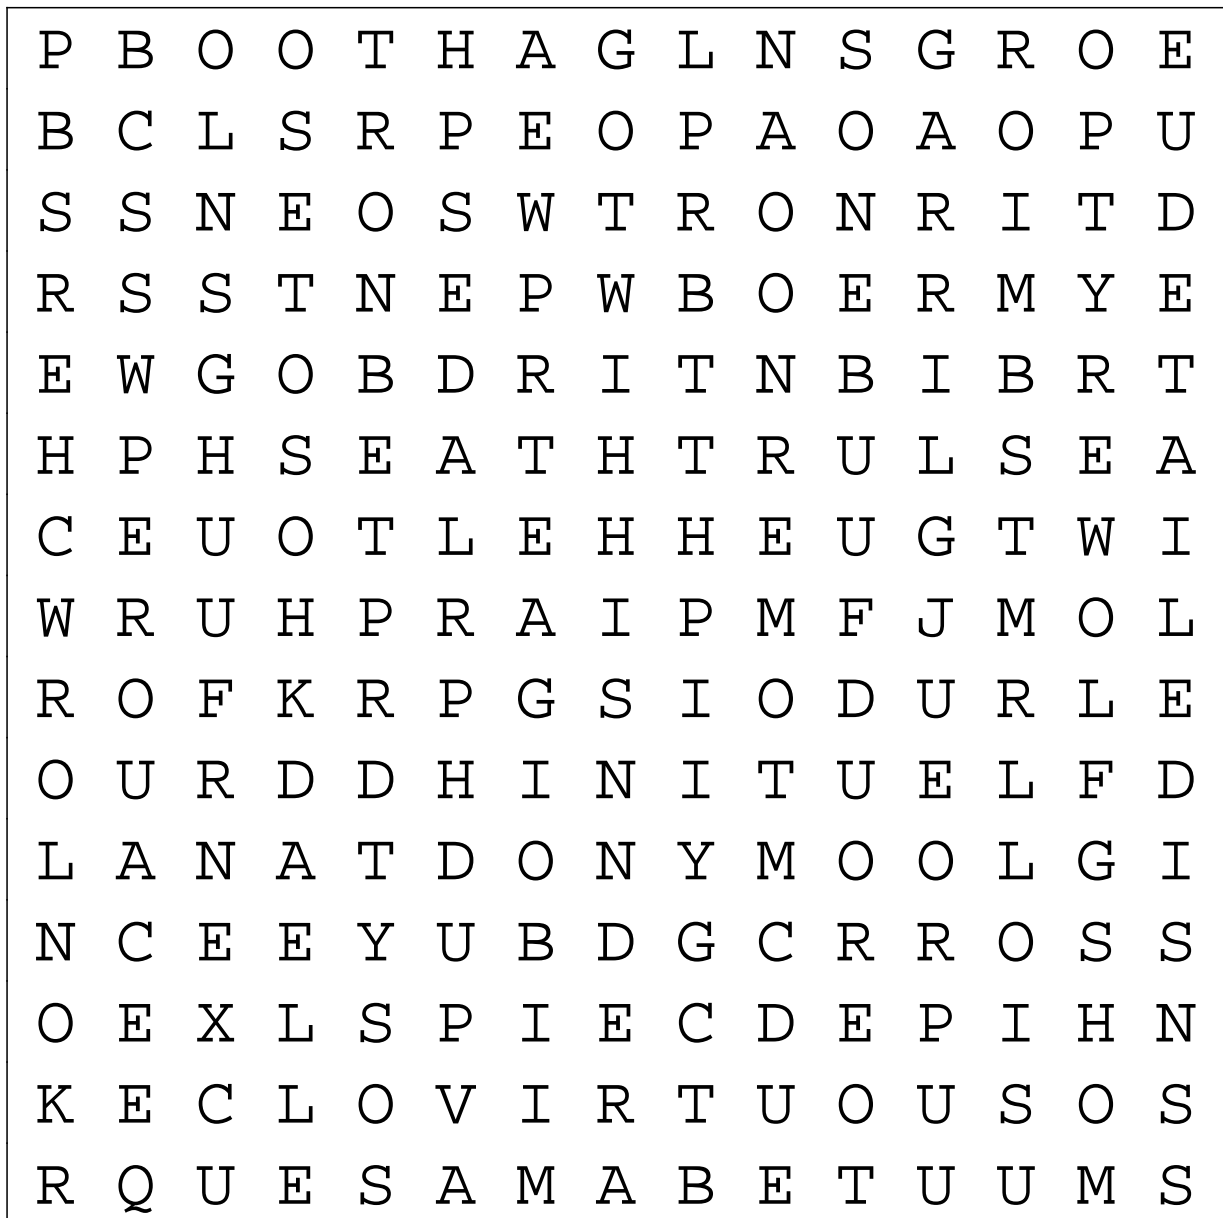 P B O O T H A G L N S G R O E
B C L S R P E O P A O A O P U
S S N E O S W T R O N R I T D
R S S T N E P W B O E R M Y E
E W G O B D R I T N B I B R T
H P H S E A T H T R U L S E A
C E U O T L E H H E U G T W I
W R U H P R A I P M F J M O L
R O F K R P G S I O D U R L E
O U R D D H I N I T U E L F D
L A N A T D O N Y M O O L G I
N C E E Y U B D G C R R O S S
O E X L S P I E C D E P I H N
K E C L O V I R T U O U S O S
R Q U E S A M A B E T U U M S